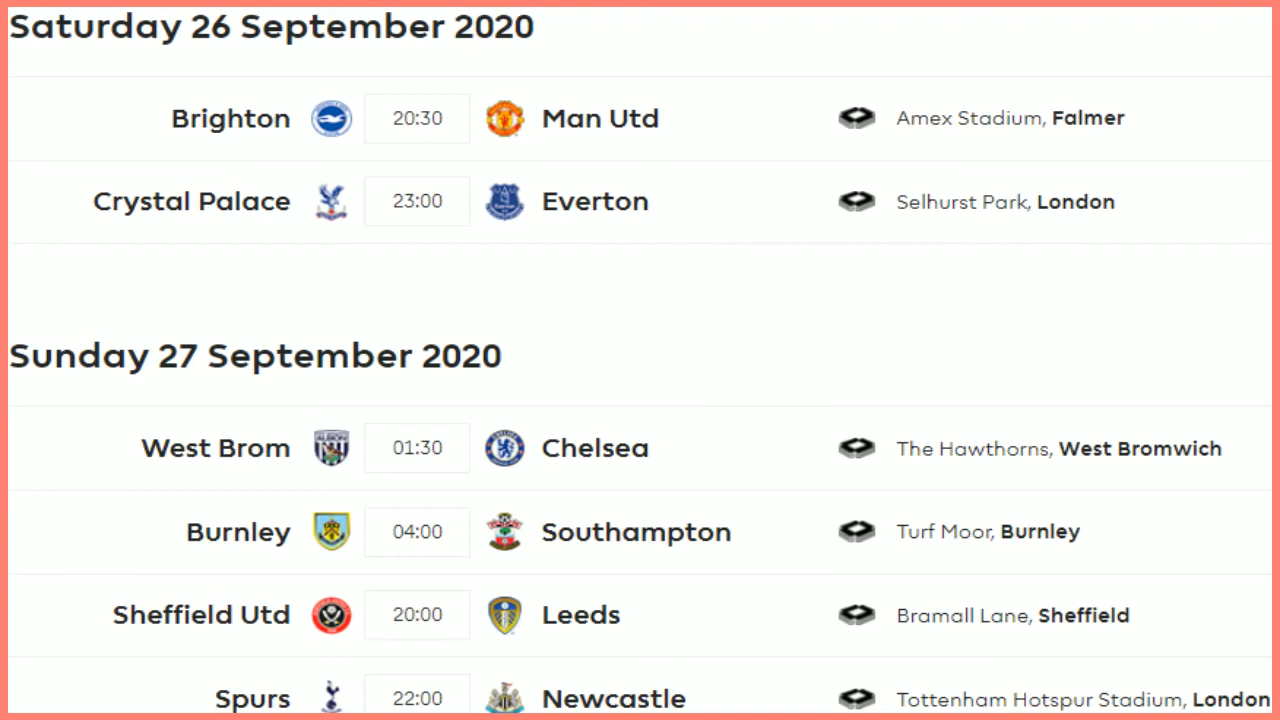 Saturday 26 September 2020
Brighton 20:30 Man Utd Amex Stadium, Falmer
Crystal Palace 23:00 Everton Selhurst Park, London
Sunday 27 September 2020
West Brom 01:30 Chelsea The Hawthorns, West Bromwich
Burnley 04:00 Southampton Turf Moor, Burnley
Sheffield Utd 20:00 Leeds Bramall Lane, Sheffield
Spurs 22:00 Newcastle Tottenham Hotspur Stadium, London